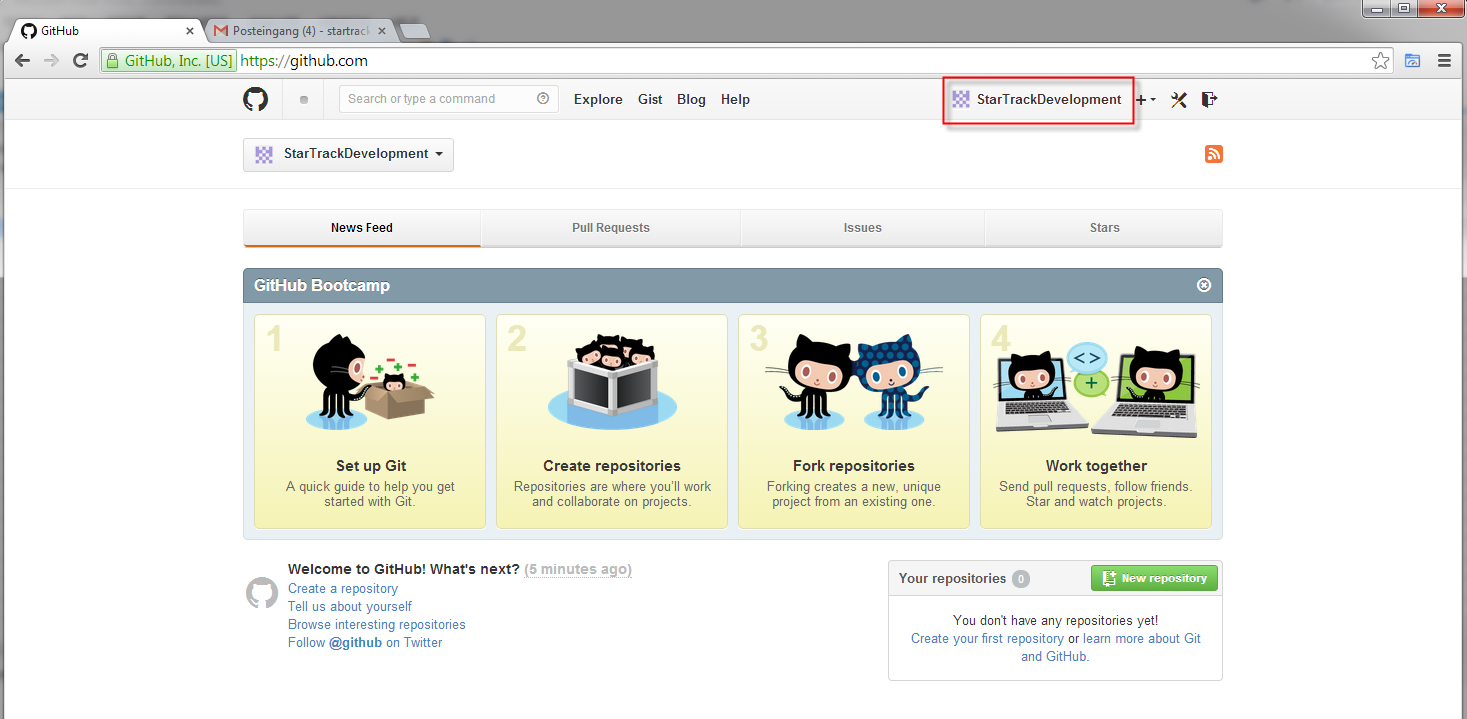 GitHub
Posteingang (4) - startrack
GitHub, Inc. [US] https://github.com
Search or type a command
Explore Gist Blog Help
StarTrackDevelopment
StarTrackDevelopment
News Feed Pull Requests Issues Stars
GitHub Bootcamp
1
Set up Git
A quick guide to help you get
started with Git.
2
Create repositories
Repositories are where you'll work
and collaborate on projects.
3
Fork repositories
Forking creates a new, unique
project from an existing one.
4
Work together
Send pull requests, follow friends.
Star and watch projects.
Welcome to GitHub! What's next? (5 minutes ago)
Create a repository
Tell us about yourself
Browse interesting repositories
Follow @github on Twitter
Your repositories 0
New repository
You don't have any repositories yet!
Create your first repository or learn more about Git
and GitHub.